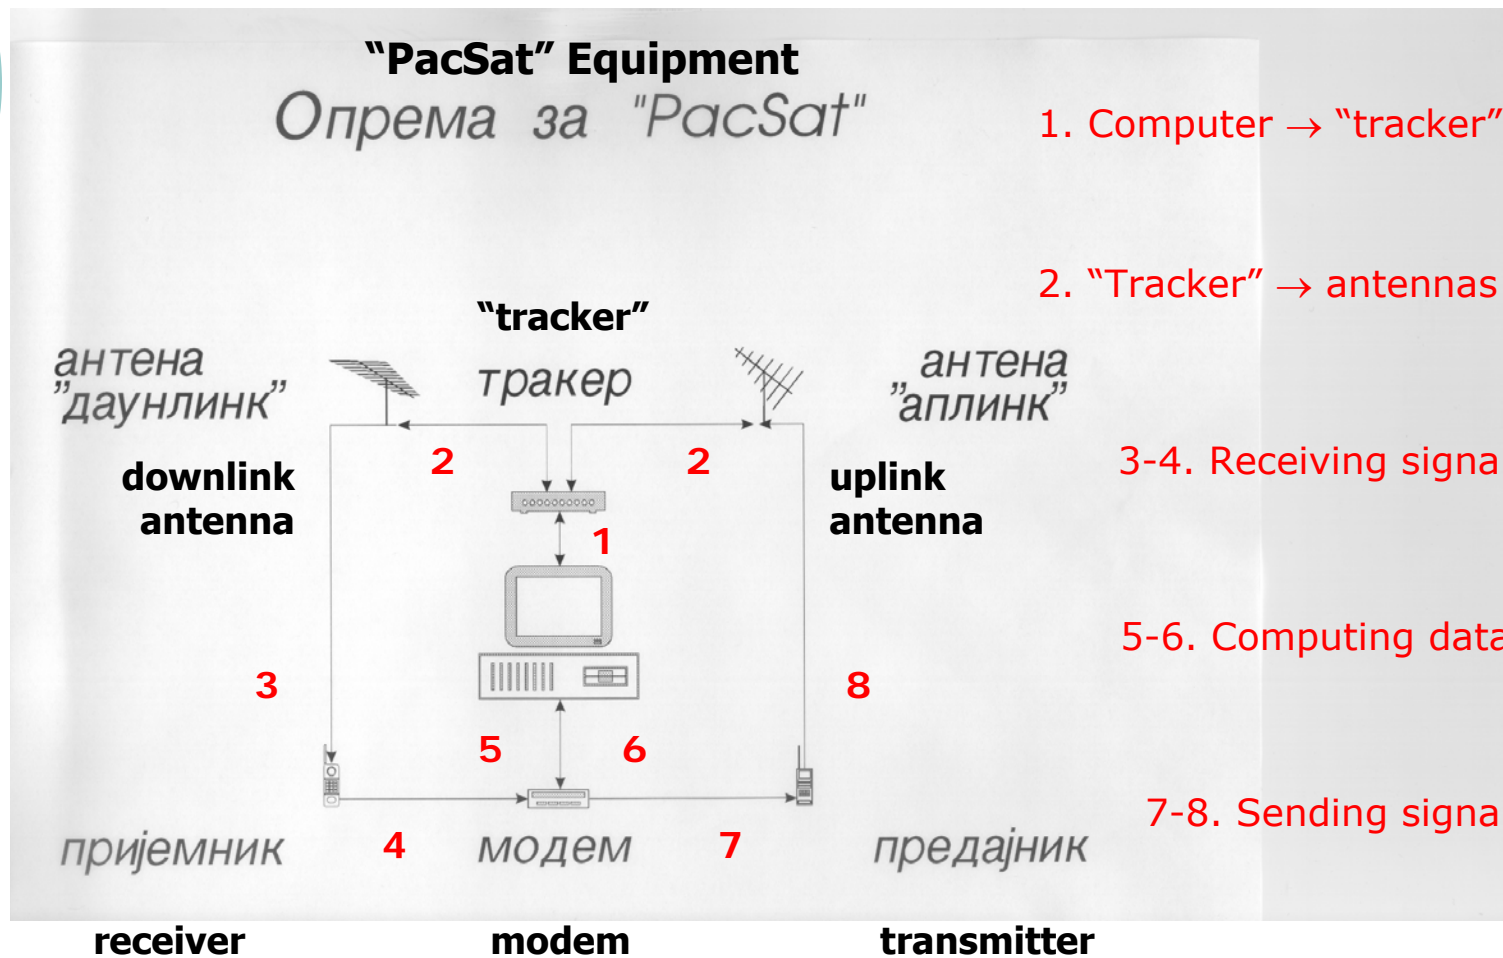 “PacSat” Equipment
Опрема за "PacSat"
1. Computer → “tracker”
2. “Tracker” → antennas
“tracker”
тракер
антена
”даунлинк”
антена
”аплинк”
2
2
downlink
antenna
uplink
antenna
3-4. Receiving signa
1
5-6. Computing data
3
8
5
6
7-8. Sending signa
пријемник
4
модем
7
предајник
receiver
modem
transmitter